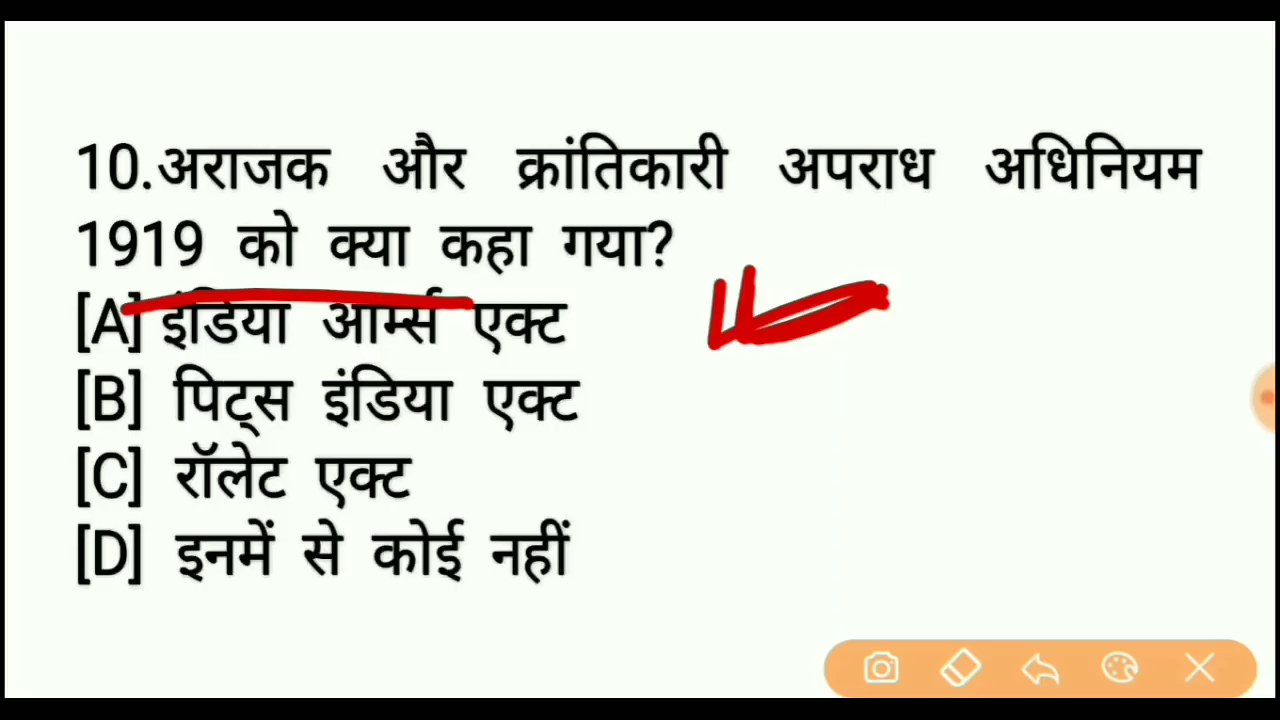 10.अराजक और क्रांतिकारी अपराध अधिनियम
1919 को क्या कहा गया?
[A] इंडिया आर्म्स एक्ट
[B] पिट्स इंडिया एक्ट
[C] रॉलेट एक्ट
[D] इनमें से कोई नहीं